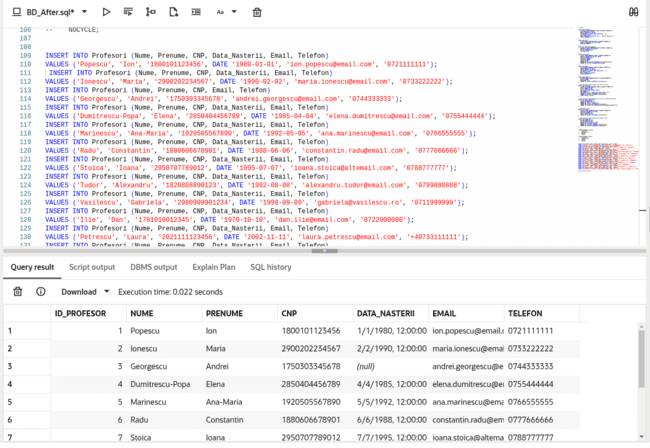 BD_After.sql*
Aa
106 -- NOCYCLE;
107
108
109 INSERT INTO Profesori (Nume, Prenume, CNP, Data_Nasterii, Email, Telefon)
110 VALUES ('Popescu', 'Ion', '1800101123456', DATE '1980-01-01', 'ion.popescu@email.com', '0721111111');
111 INSERT INTO Profesori (Nume, Prenume, CNP, Data_Nasterii, Email, Telefon)
112 VALUES ('Ionescu', 'Maria', '2900202234567', DATE '1990-02-02', 'maria.ionescu@email.com', '0733222222');
113 INSERT INTO Profesori (Nume, Prenume, CNP, Email, Telefon)
114 VALUES ('Georgescu', 'Andrei', '1750303345678', 'andrei.georgescu@email.com', '0744333333');
115 INSERT INTO Profesori (Nume, Prenume, CNP, Data_Nasterii, Email, Telefon)
116 VALUES ('Dumitrescu-Popa', 'Elena', '2850404456789', DATE '1985-04-04', 'elena.dumitrescu@email.com', '0755444444');
117 INSERT INTO Profesori (Nume, Prenume, CNP, Data_Nasterii, Email, Telefon)
118 VALUES ('Marinescu', 'Ana-Maria', '1920505567890', DATE '1992-05-05', 'ana.marinescu@email.com', '0766555555');
119 INSERT INTO Profesori (Nume, Prenume, CNP, Data_Nasterii, Email, Telefon)
120 VALUES ('Radu', 'Constantin', '1880606678901', DATE '1988-06-06', 'constantin.radu@email.com', '0777666666');
121 INSERT INTO Profesori (Nume, Prenume, CNP, Data_Nasterii, Email, Telefon)
122 VALUES ('Stoica', 'Ioana', '2950707789012', DATE '1995-07-07', 'ioana.stoica@altemail.com', '0788777777');
123 INSERT INTO Profesori (Nume, Prenume, CNP, Data_Nasterii, Email, Telefon)
124 VALUES ('Tudor', 'Alexandru', '1820808890123', DATE '1982-08-08', 'alexandru.tudor@email.com', '0799888888');
125 INSERT INTO Profesori (Nume, Prenume, CNP, Data_Nasterii, Email, Telefon)
126 VALUES ('Vasilescu', 'Gabriela', '2980909901234', DATE '1998-09-09', 'gabriela@vasilescu.ro', '0711999999');
127 INSERT INTO Profesori (Nume, Prenume, CNP, Data_Nasterii, Email, Telefon)
128 VALUES ('Ilie', 'Dan', '1701010012345', DATE '1970-10-10', 'dan.ilie@email.com', '0722000000');
129 INSERT INTO Profesori (Nume, Prenume, CNP, Data_Nasterii, Email, Telefon)
130 VALUES ('Petrescu', 'Laura', '2021111123456', DATE '2002-11-11', 'laura.petrescu@email.com', '+40733111111');
131 INSERT INTO Profesori (Nume, Prenume, CNP, Data_Nasterii, Email, Telefon)
Query result Script output DBMS output Explain Plan SQL history
Download Execution time: 0.022 seconds
ID_PROFESOR NUME PRENUME CNP DATA_NASTERII EMAIL TELEFON
1 1 Popescu Ion 1800101123456 1/1/1980, 12:00:00 ion.popescu@email. 0721111111
2 2 Ionescu Maria 2900202234567 2/2/1990, 12:00:00 maria.ionescu@emai 0733222222
3 3 Georgescu Andrei 1750303345678 (null) andrei.georgescu@e 0744333333
4 4 Dumitrescu-Popa Elena 2850404456789 4/4/1985, 12:00:00 elena.dumitrescu@e 0755444444
5 5 Marinescu Ana-Maria 1920505567890 5/5/1992, 12:00:00 ana.marinescu@ema 0766555555
6 6 Radu Constantin 1880606678901 6/6/1988, 12:00:00 constantin.radu@em 0777666666
7 7 Stoica Ioana 2950707789012 7/7/1995, 12:00:00 ioana.stoica@altema 0788777777